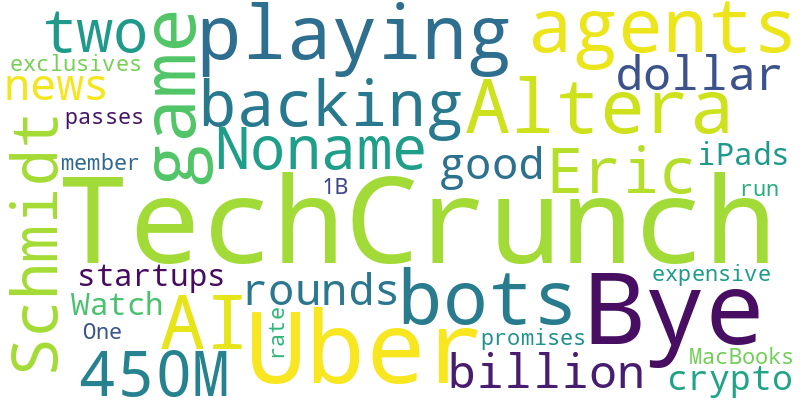 two
playing
agents
exclusives
game
dollar
news
backing
Altera
passes
Noneme
good
Eric
iPads
member
1B
run
Schmidt
TechCrunch
startups
rounds
bots
Bye
expensive
Watch
AI
Uber
rate
One
promises
450M
billion
MacBooks
crypto